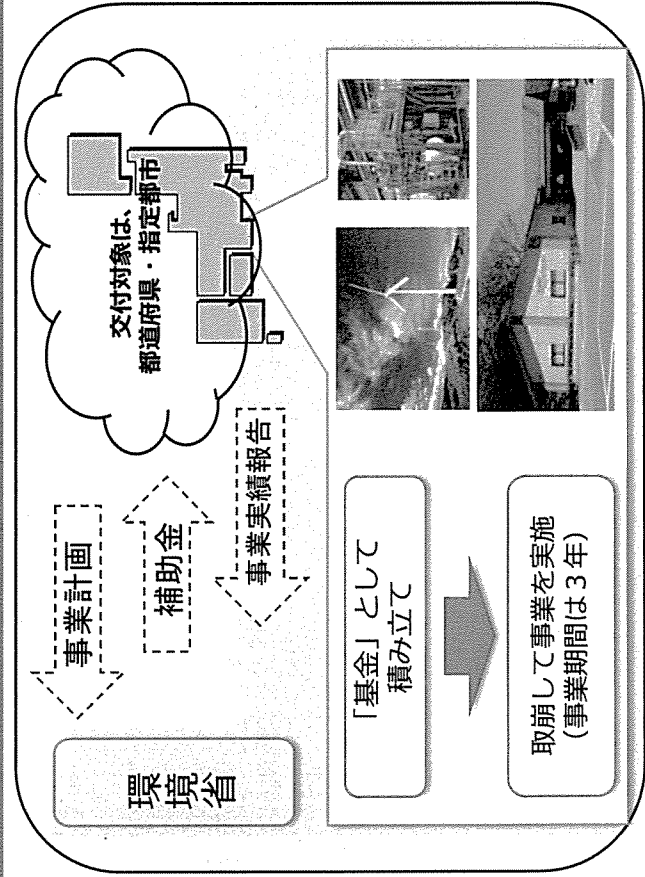 環境省
事業計画
補助金
事業実績報告
交付対象は、
都道府県・指定都市
「基金」として
積み立て
取崩して事業を実施
(事業期間は3年)